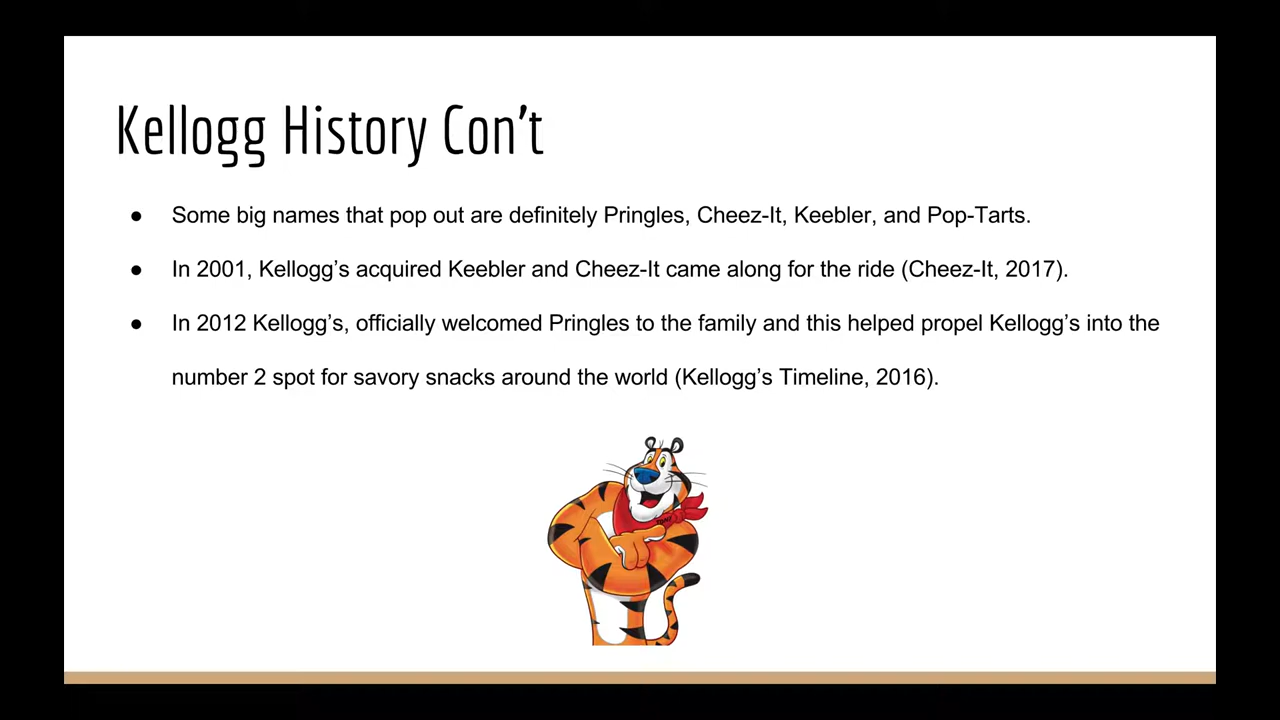 Kellogg History Con't
● Some big names that pop out are definitely Pringles, Cheez-It, Keebler, and Pop-Tarts.
● In 2001, Kellogg’s acquired Keebler and Cheez-It came along for the ride (Cheez-It, 2017).
● In 2012 Kellogg’s, officially welcomed Pringles to the family and this helped propel Kellogg’s into the
number 2 spot for savory snacks around the world (Kellogg’s Timeline, 2016).
TONY